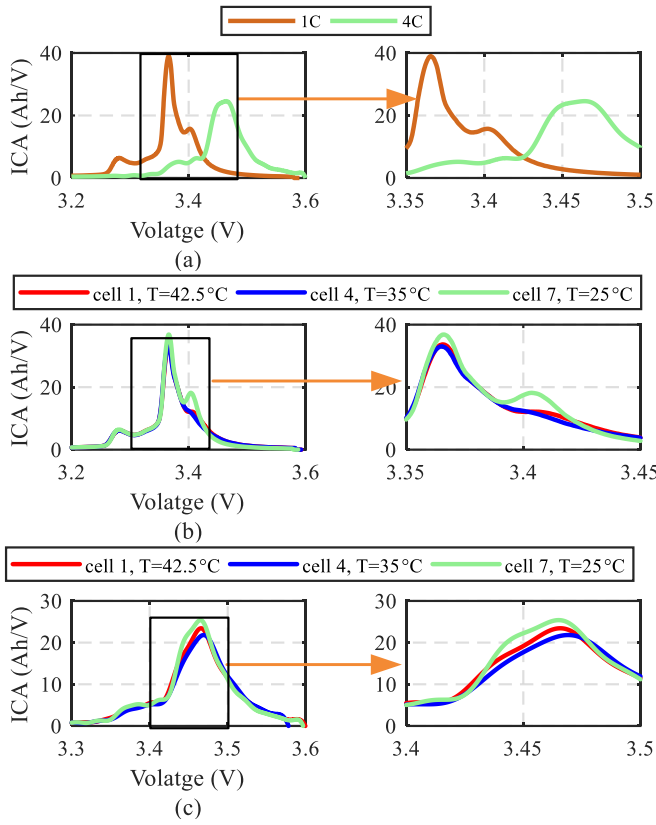 1C 4C
ICA (Ah/V)
40
20
0
3.2 3.4 3.6
Volatge (V)
40
20
0
3.35 3.4 3.45 3.5
(a)
cell 1, T=42.5°C cell 4, T=35°C cell 7, T=25°C
ICA (Ah/V)
40
20
0
3.2 3.4 3.6
Volatge (V)
40
20
0
3.35 3.4 3.45
(b)
cell 1, T=42.5°C cell 4, T=35°C cell 7, T=25°C
ICA (Ah/V)
30
20
10
0
3.3 3.4 3.5 3.6
Volatge (V)
30
20
10
0
3.4 3.45 3.5
(c)